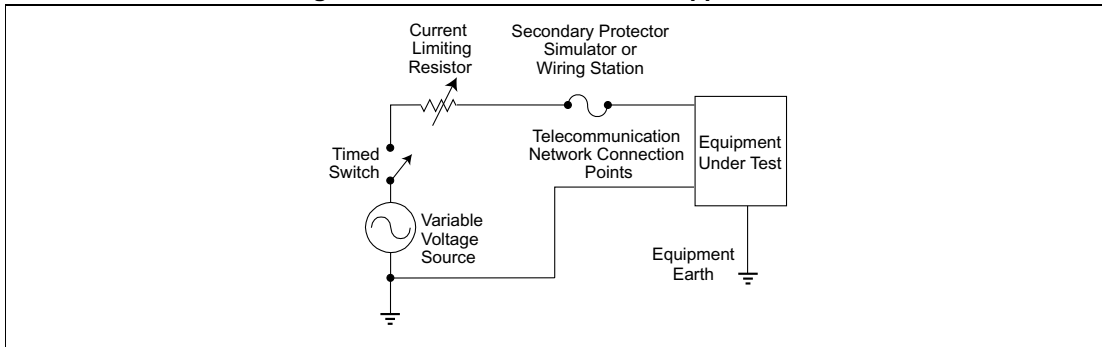 Current
Limiting
Resistor
Secondary Protector
Simulator or
Wiring Station
Timed
Switch
Telecommunication
Network Connection
Points
Equipment
Under Test
Variable
Voltage
Source
Equipment
Earth